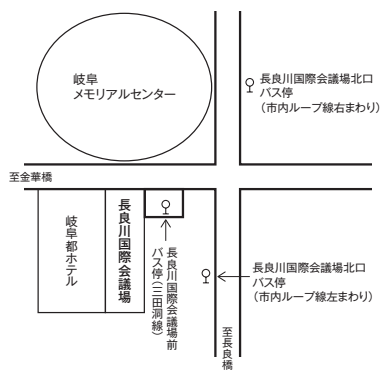 岐阜
メモリアルセンター
長良川国際会議場北口
バス停
（市内ループ線右まわり）
至金華橋
岐阜都ホテル
長良川国際会議場
長良川国際会議場前
バス停（三田洞線）
長良川国際会議場北口
バス停
（市内ループ線左まわり）
至長良橋